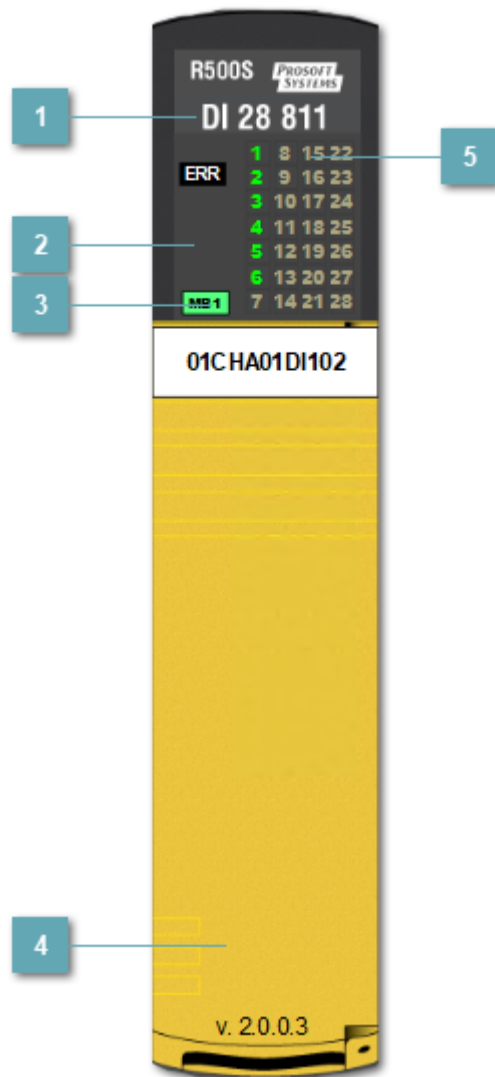 R500S PROSOFT SYSTEMS
1
DI 28 811
5
ERR
1 8 15 22
2 9 16 23
3 10 17 24
2
4 11 18 25
5 12 19 26
6 13 20 27
3
MB1
7 14 21 28
01CHA01DI102
4
v. 2.0.0.3